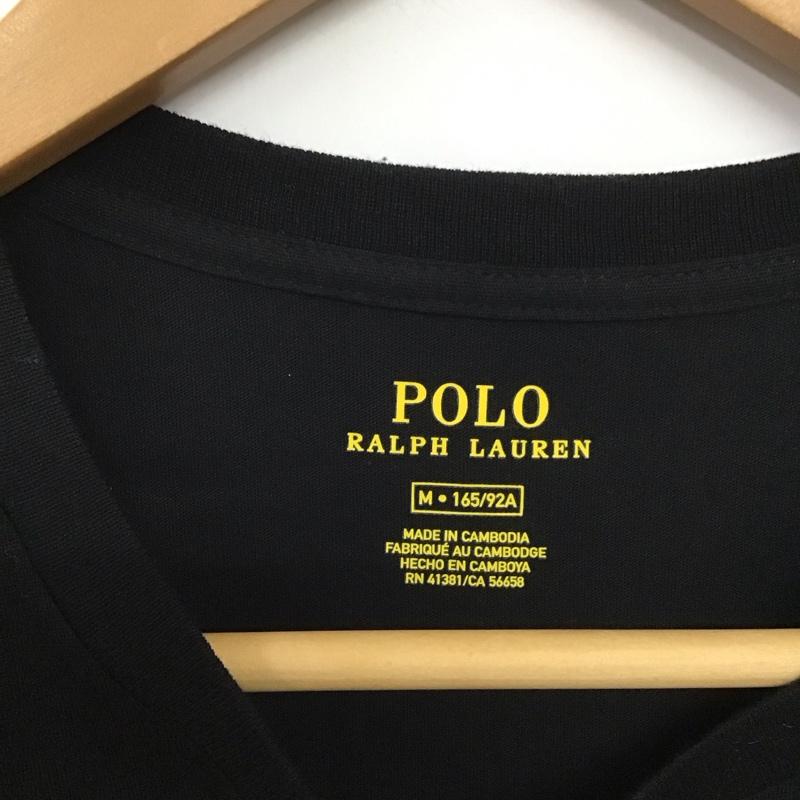 POLO
RALPH LAUREN
M • 165/92A
MADE IN CAMBODIA
FABRIQUÉ AU CAMBODGE
HECHO EN CAMBOYA
RN 41381/CA 56658